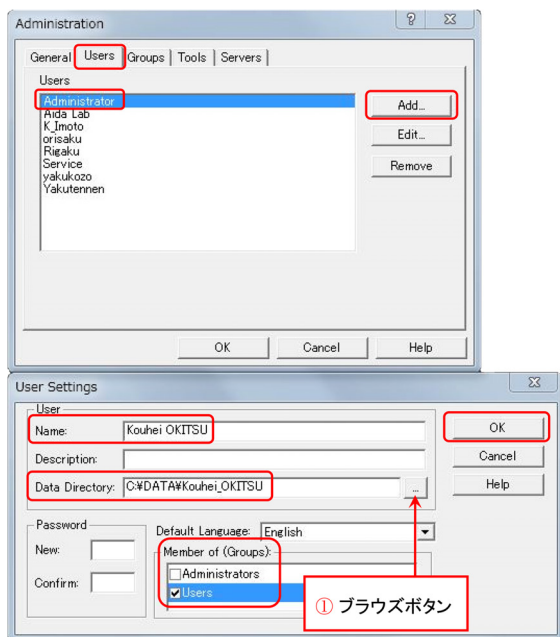 Administration
General Users Groups Tools Servers
Users
Administrator
Aida Lab
K_Imoto
orisaku
Rigaku
Service
yakukozo
Yakutennen
Add...
Edit...
Remove
OK Cancel Help
User Settings
User
Name: Kouhei OKITSU
Description:
Data Directory: C:¥DATA¥Kouhei_OKITSU ...
OK
Cancel
Help
Password
New:
Confirm:
Default Language: English
Member of (Groups):
Administrators
Users
① ブラウズボタン